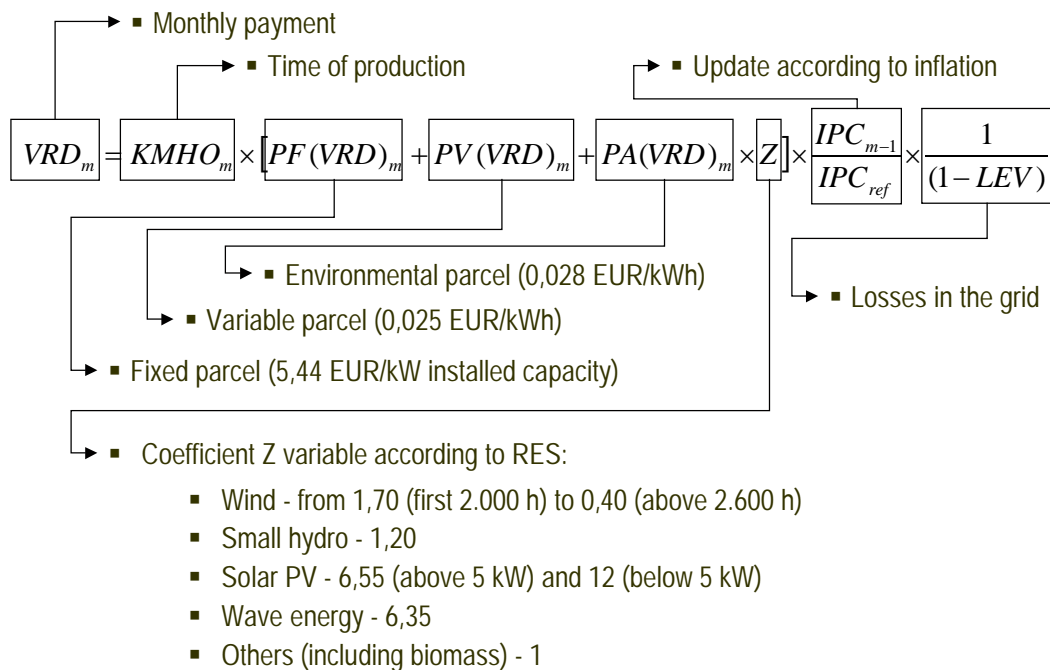 ▪ Monthly payment
▪ Time of production
▪ Update according to inflation
VRD_m = KMHO_m × [PF(VRD)_m + PV(VRD)_m + PA(VRD)_m × Z] × IPC_{m-1} / IPC_{ref} × 1 / (1 − LEV)
▪ Environmental parcel (0,028 EUR/kWh)
▪ Losses in the grid
▪ Variable parcel (0,025 EUR/kWh)
▪ Fixed parcel (5,44 EUR/kW installed capacity)
▪ Coefficient Z variable according to RES:
▪ Wind - from 1,70 (first 2.000 h) to 0,40 (above 2.600 h)
▪ Small hydro - 1,20
▪ Solar PV - 6,55 (above 5 kW) and 12 (below 5 kW)
▪ Wave energy - 6,35
▪ Others (including biomass) - 1